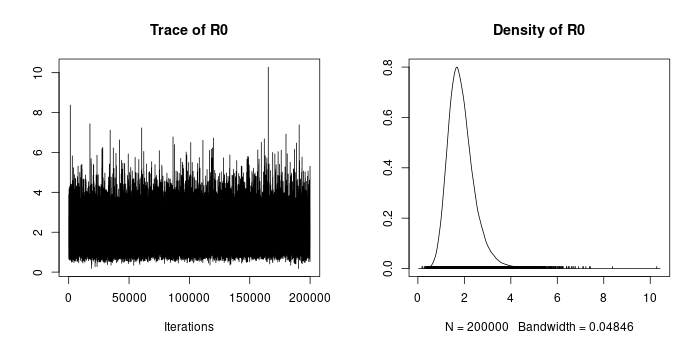 Trace of R0
10
8
6
4
2
0
0 50000 100000 150000 200000
Iterations
Density of R0
0.8
0.6
0.4
0.2
0.0
0 2 4 6 8 10
N = 200000 Bandwidth = 0.04846